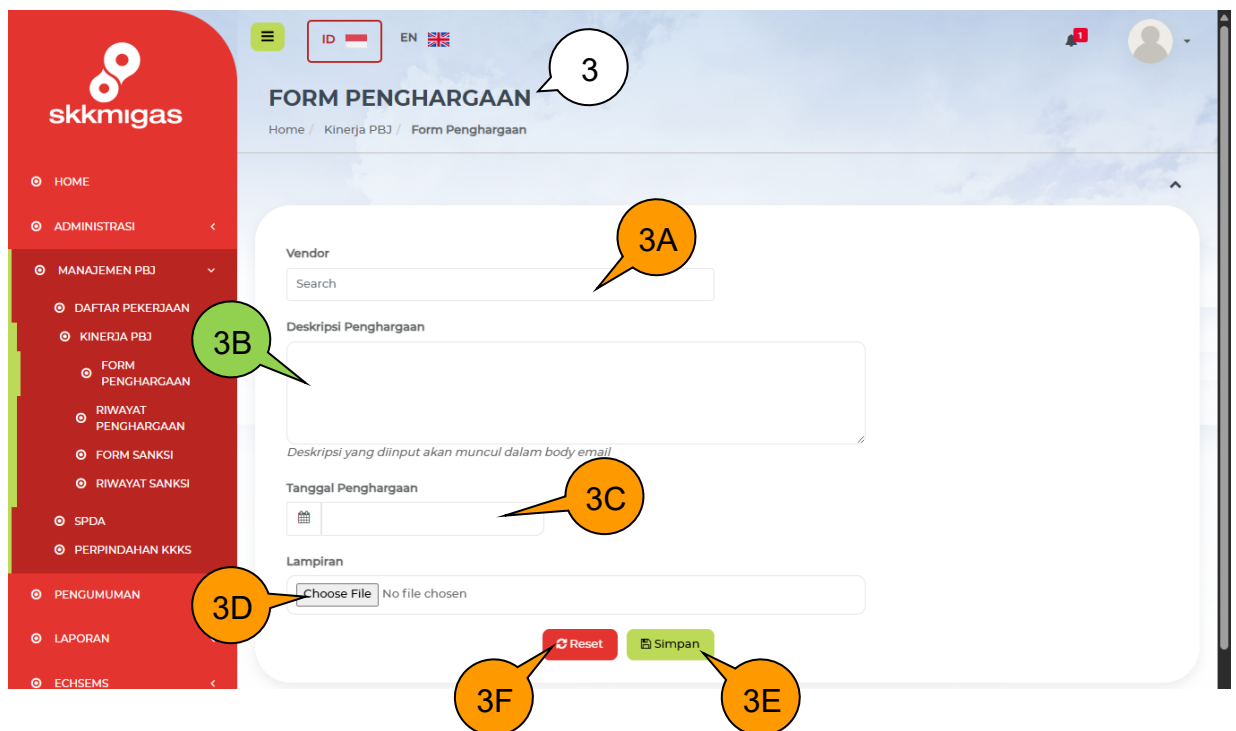 skkmigas
ID
EN
1
3
FORM PENGHARGAAN
Home / Kinerja PBJ / Form Penghargaan
HOME
ADMINISTRASI
MANAJEMEN PBJ
DAFTAR PEKERJAAN
KINERJA PBJ
FORM
PENGHARGAAN
RIWAYAT
PENGHARGAAN
FORM SANKSI
RIWAYAT SANKSI
SPDA
PERPINDAHAN KKKS
PENGUMUMAN
LAPORAN
ECHSEMS
3A
Vendor
Search
3B
Deskripsi Penghargaan
Deskripsi yang diinput akan muncul dalam body email
3C
Tanggal Penghargaan
Lampiran
3D
Choose File No file chosen
Reset
Simpan
3F
3E